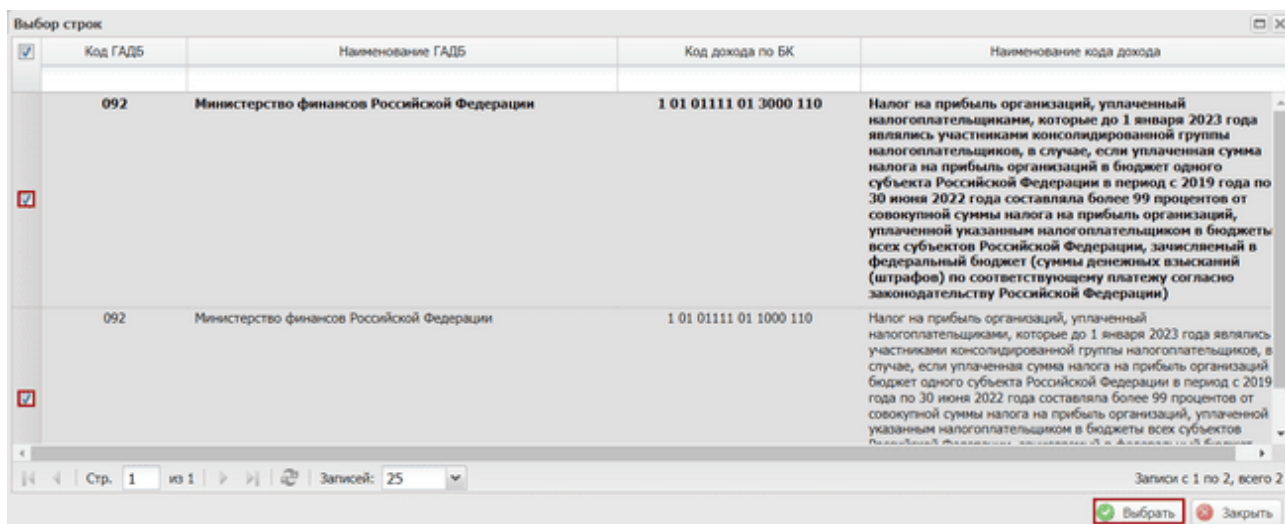 Выбор строк
Код ГАДБ Наименование ГАДБ Код дохода по БК Наименование кода дохода
092 Министерство финансов Российской Федерации 1 01 01111 01 3000 110 Налог на прибыль организаций, уплаченный
налогоплательщиками, которые до 1 января 2023 года
являлись участниками консолидированной группы
налогоплательщиков, в случае, если уплаченная сумма
налога на прибыль организаций в бюджет одного
субъекта Российской Федерации в период с 2019 года по
30 июня 2022 года составляла более 99 процентов от
совокупной суммы налога на прибыль организаций,
уплаченной указанным налогоплательщиком в бюджеты
всех субъектов Российской Федерации, зачисляемый в
федеральный бюджет (суммы денежных взысканий
(штрафов) по соответствующему платежу согласно
законодательству Российской Федерации)
092 Министерство финансов Российской Федерации 1 01 01111 01 1000 110 Налог на прибыль организаций, уплаченный
налогоплательщиками, которые до 1 января 2023 года являлись
участниками консолидированной группы налогоплательщиков, в
случае, если уплаченная сумма налога на прибыль организаций
бюджет одного субъекта Российской Федерации в период с 2019
года по 30 июня 2022 года составляла более 99 процентов от
совокупной суммы налога на прибыль организаций, уплаченной
указанным налогоплательщиком в бюджеты всех субъектов
Стр. 1 из 1 Записей: 25 Записи с 1 по 2, всего 2
Выбрать Закрыть